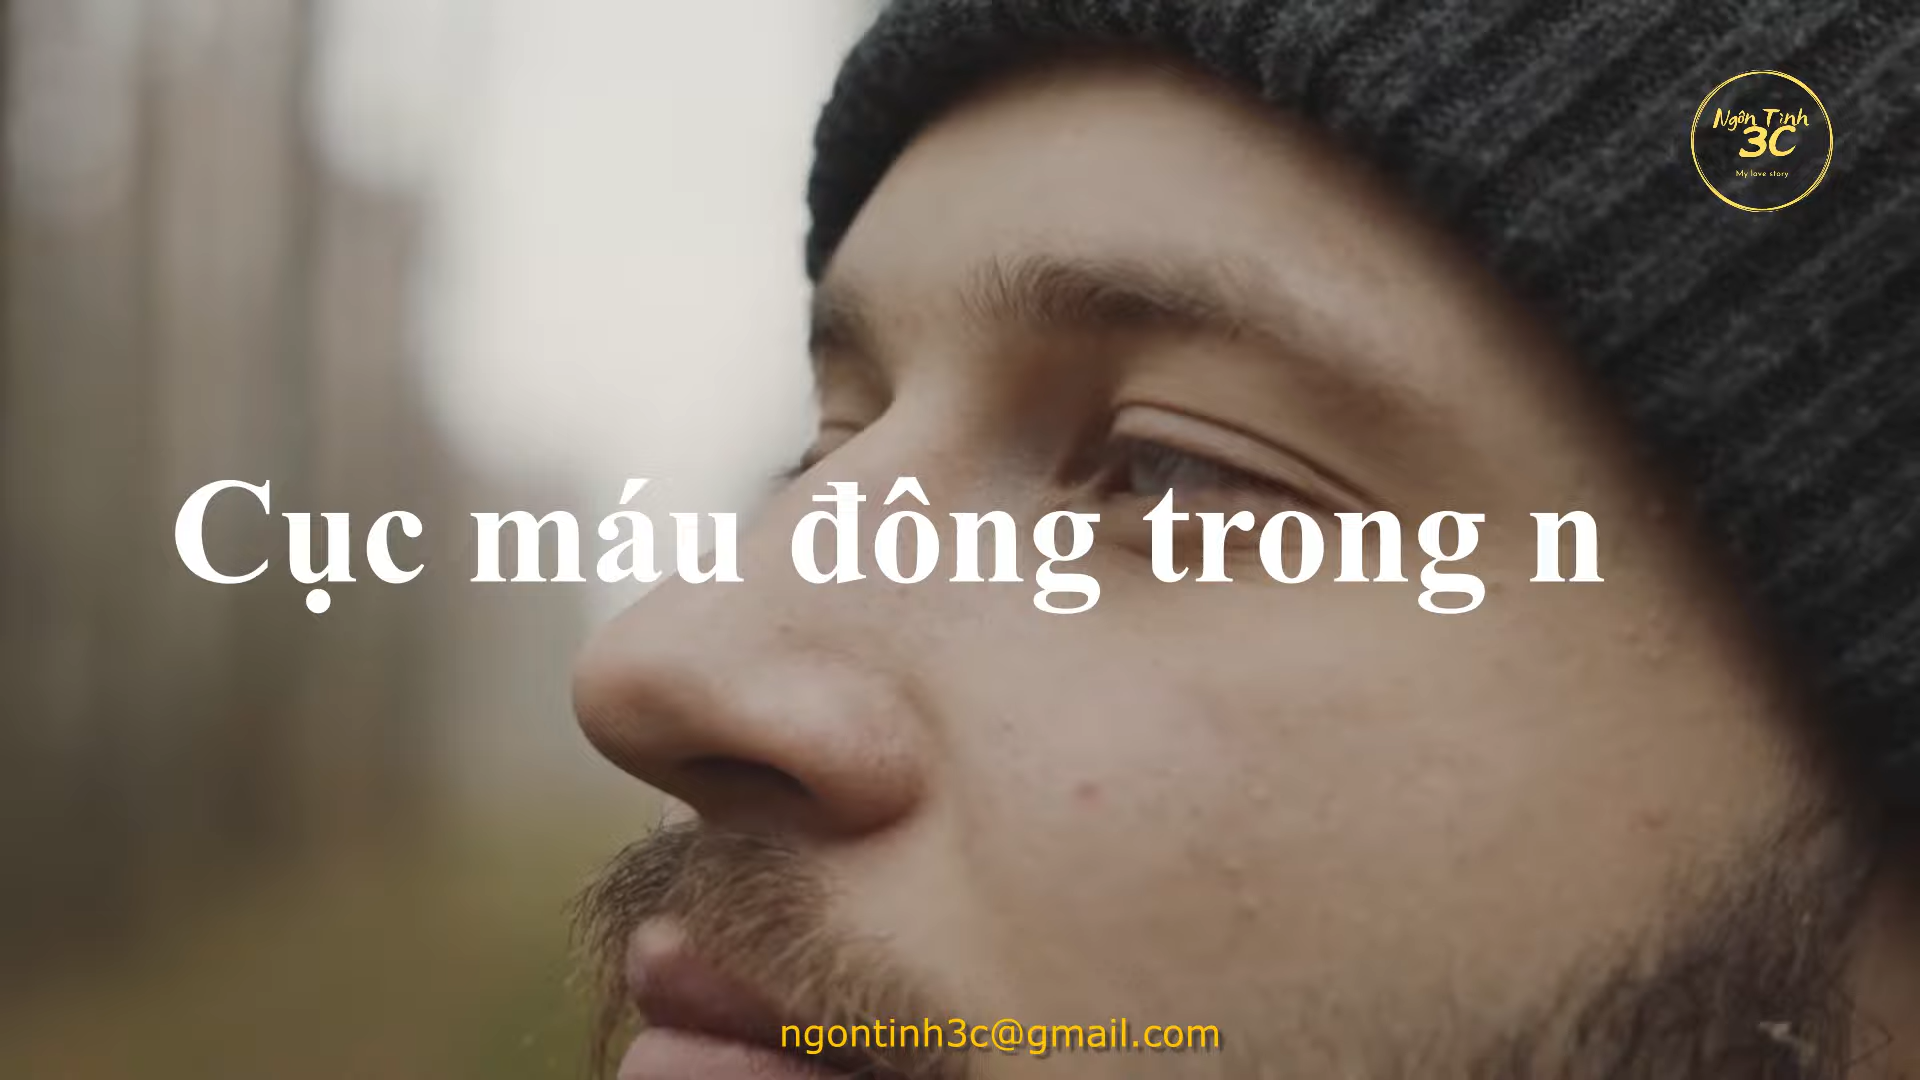 Ngôn Tình
3C
My love story
Cục máu đông trong n
ngontinh3c@gmail.com